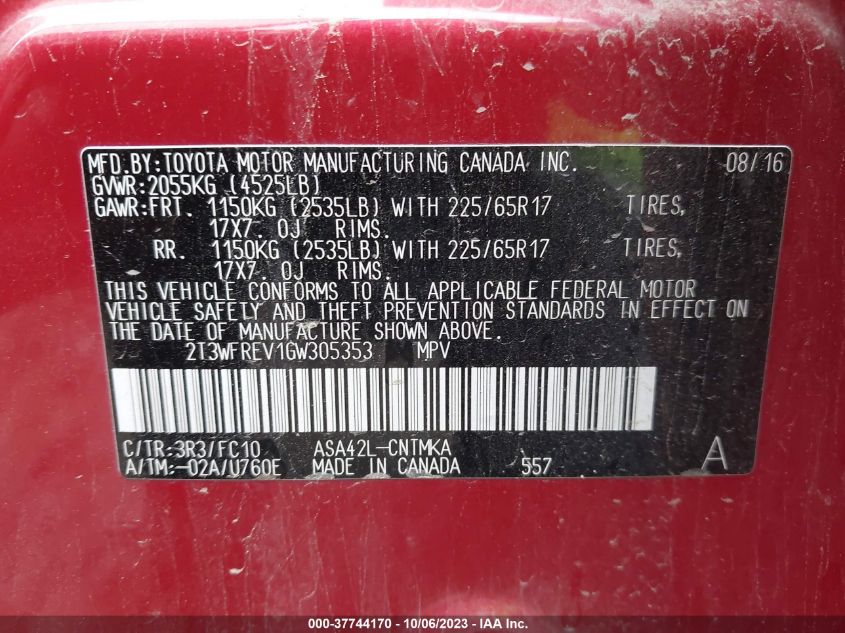 MFD.BY:TOYOTA MOTOR MANUFACTURING CANADA INC. 08/16
GVWR:2055KG (4525LB)
GAWR:FRT. 1150KG (2535LB) WITH 225/65R17 TIRES,
17X7.0J RIMS.
RR. 1150KG (2535LB) WITH 225/65R17 TIRES,
17X7.0J RIMS.
THIS VEHICLE CONFORMS TO ALL APPLICABLE FEDERAL MOTOR
VEHICLE SAFETY AND THEFT PREVENTION STANDARDS IN EFFECT ON
THE DATE OF MANUFACTURE SHOWN ABOVE.
2T3WFREV1GW305353 MPV
C/TR:3R3/FC10 ASA42L-CNTMKA
A/TM:-02A/U760E MADE IN CANADA 557 A
000-37744170 - 10/06/2023 - IAA Inc.